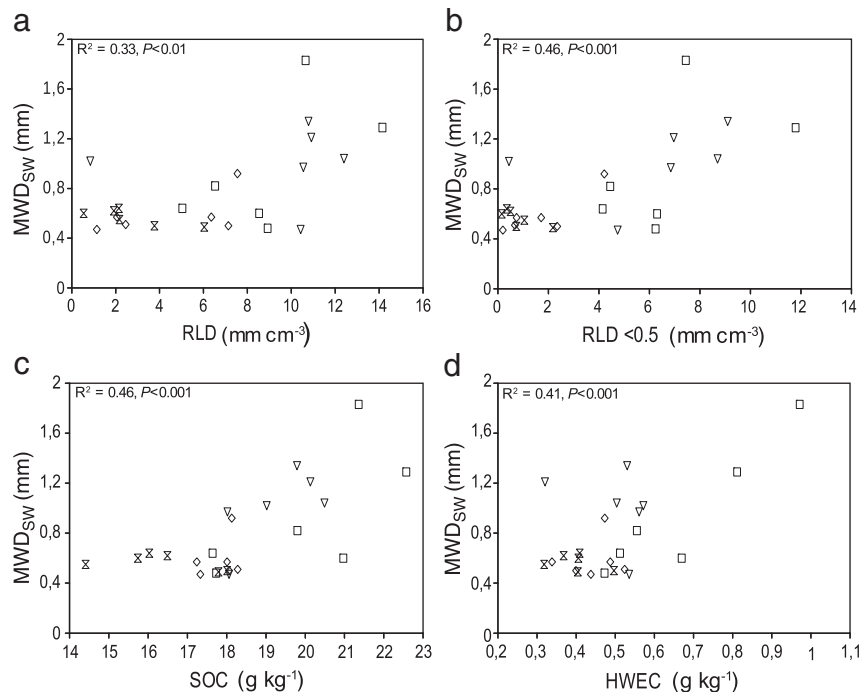 a
R² = 0.33, P<0.01
2
1,6
1,2
0,8
0,4
0
MWD_SW (mm)
0 2 4 6 8 10 12 14 16
RLD (mm cm⁻³)
b
R² = 0.46, P<0.001
2
1,6
1,2
0,8
0,4
0
MWD_SW (mm)
0 2 4 6 8 10 12 14
RLD <0.5 (mm cm⁻³)
c
R² = 0.46, P<0.001
2
1,6
1,2
0,8
0,4
0
MWD_SW (mm)
14 15 16 17 18 19 20 21 22 23
SOC (g kg⁻¹)
d
R² = 0.41, P<0.001
2
1,6
1,2
0,8
0,4
0
MWD_SW (mm)
0,2 0,3 0,4 0,5 0,6 0,7 0,8 0,9 1 1,1
HWEC (g kg⁻¹)